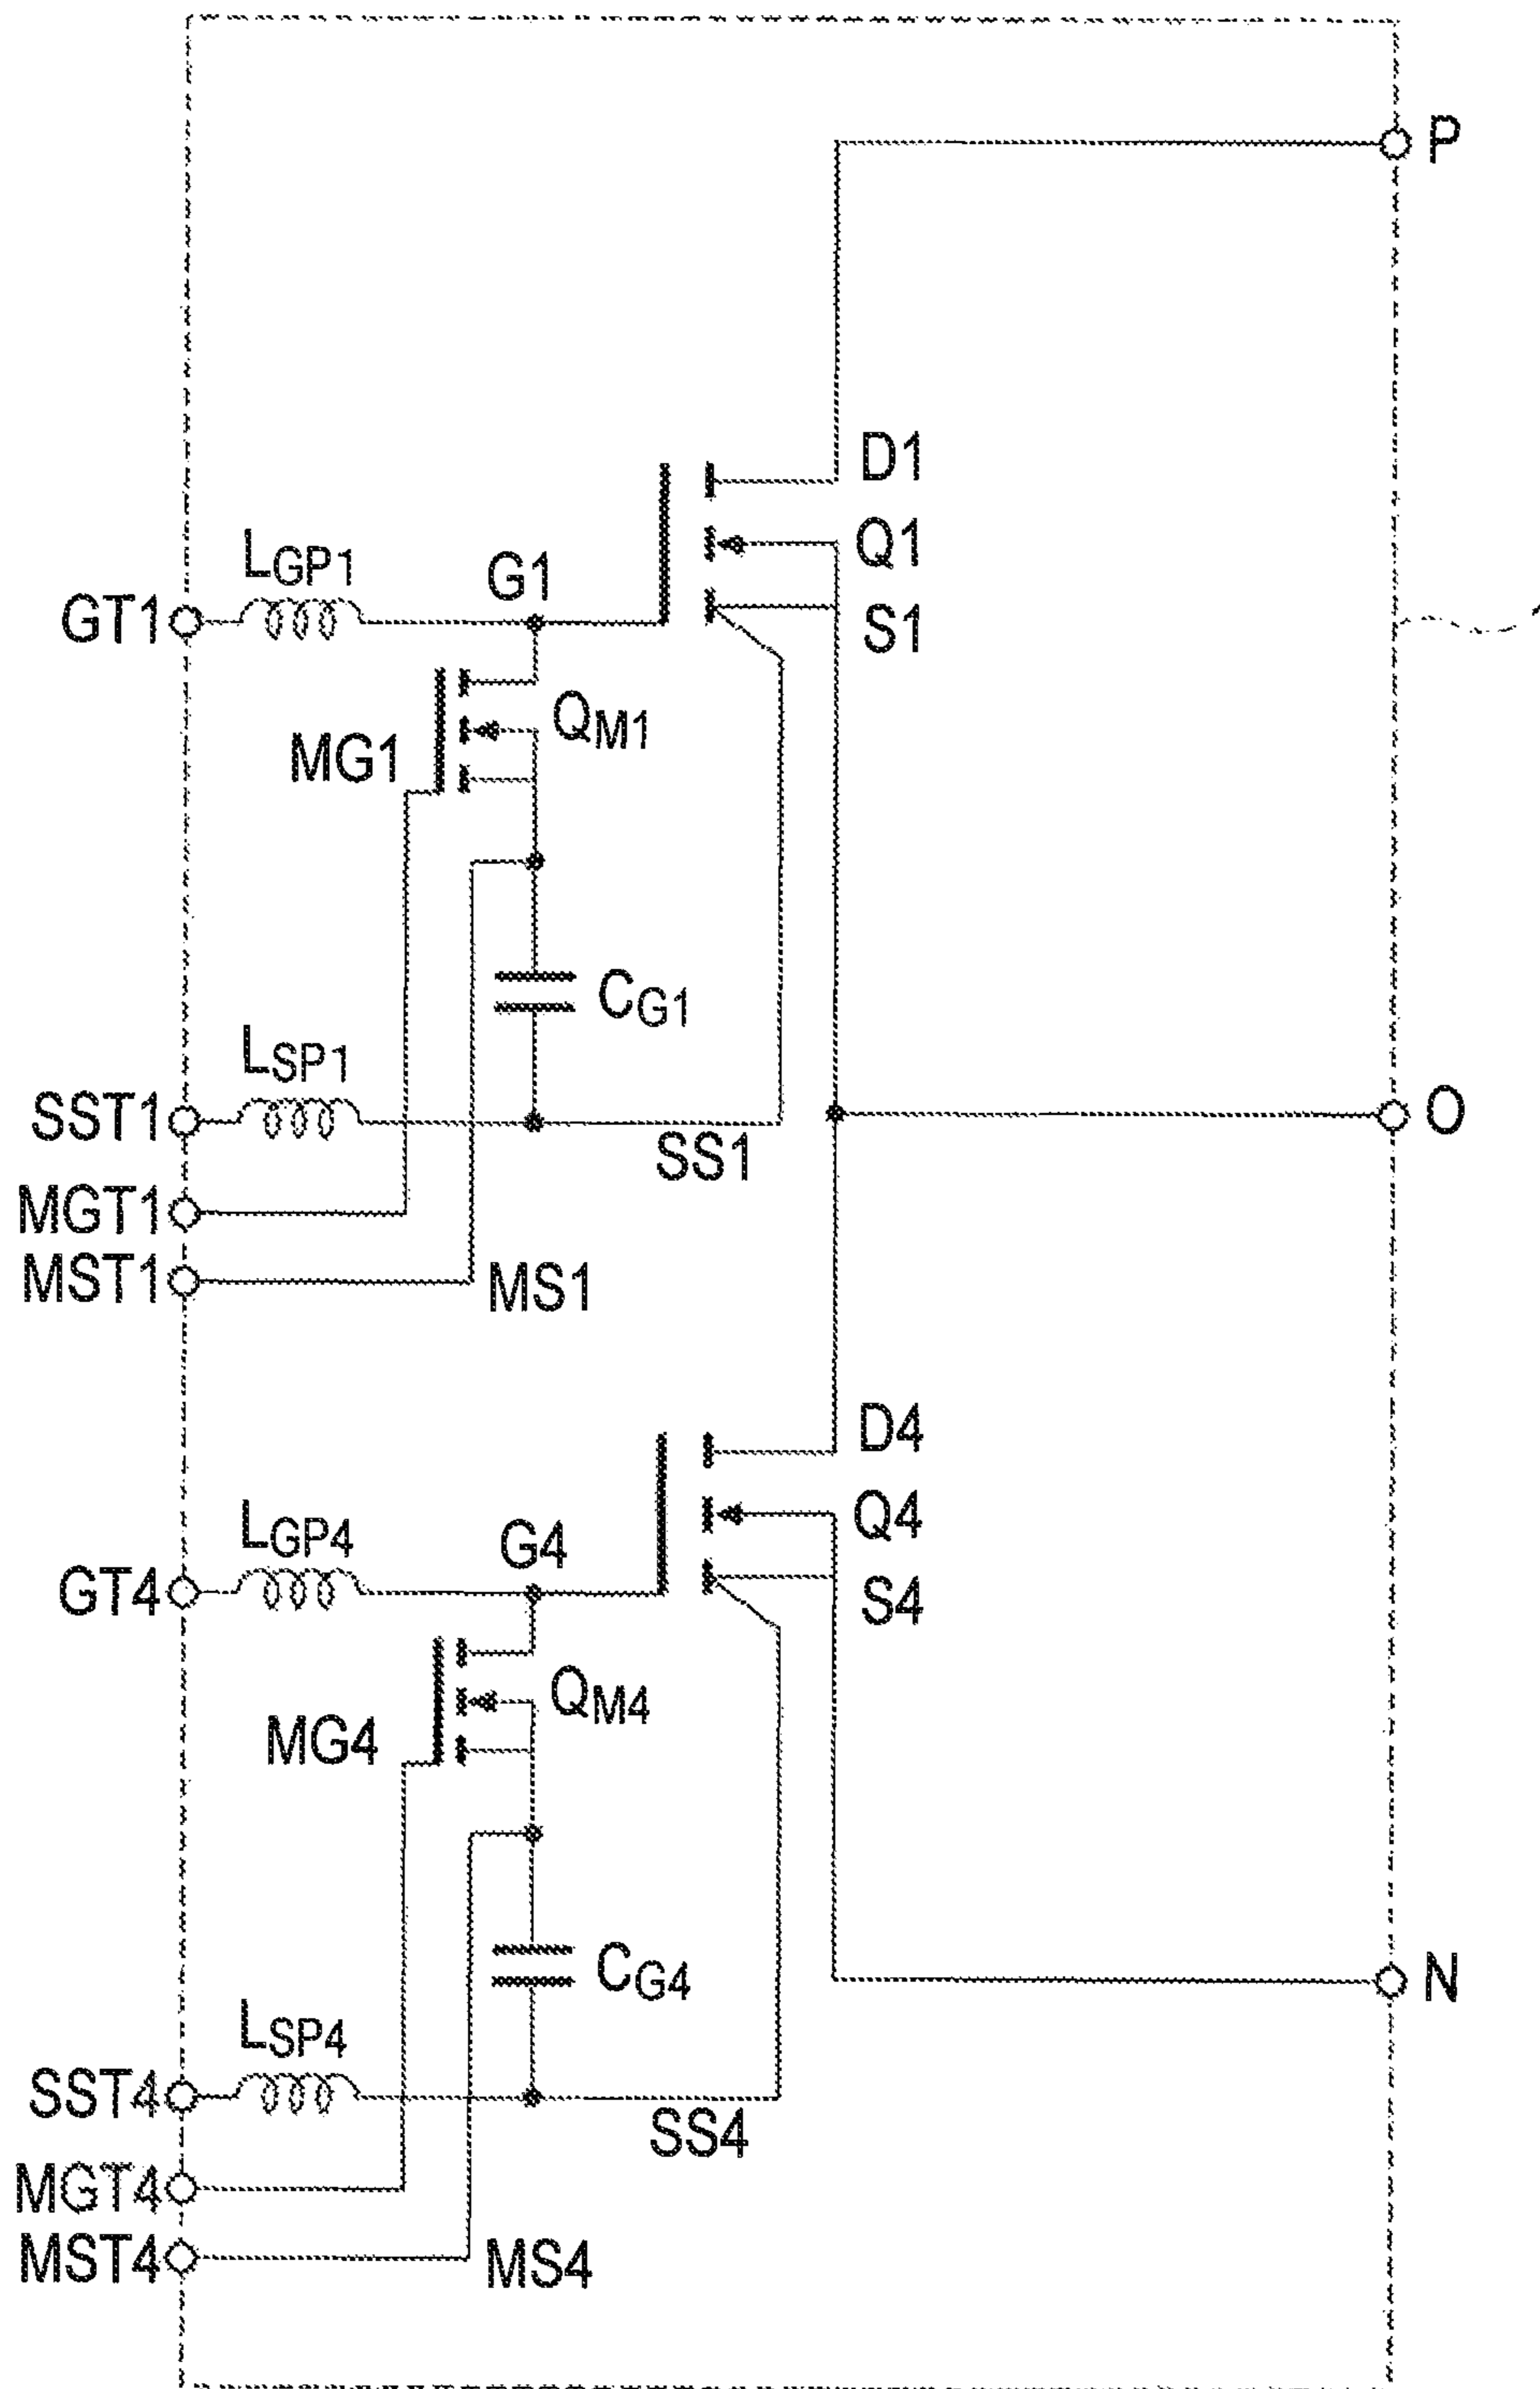 P
D1
LGP1
G1
Q1
GT1
S1
QM1
MG1
CG1
LSP1
SST1
O
SS1
MGT1
MST1
MS1
D4
LGP4
G4
Q4
GT4
S4
QM4
MG4
CG4
N
LSP4
SST4
SS4
MGT4
MST4
MS4